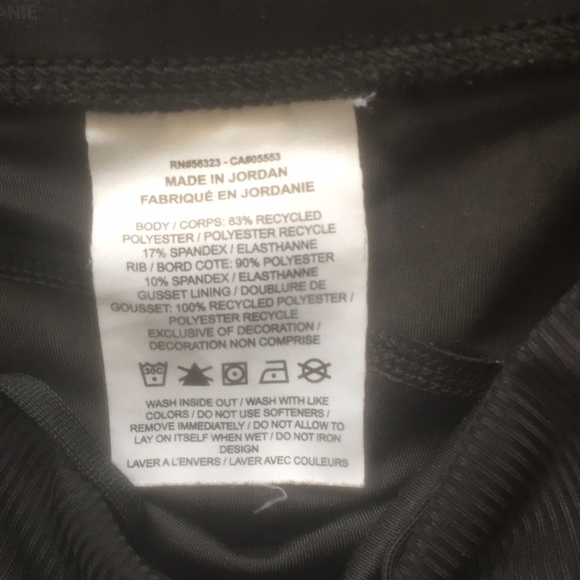 ANIE
RN#56323 - CA#05553
MADE IN JORDAN
FABRIQUÉ EN JORDANIE
BODY / CORPS: 83% RECYCLED
POLYESTER / POLYESTER RECYCLE
17% SPANDEX / ELASTHANNE
RIB / BORD COTE: 90% POLYESTER
10% SPANDEX / ELASTHANNE
GUSSET LINING / DOUBLURE DE
GOUSSET: 100% RECYCLED POLYESTER /
POLYESTER RECYCLE
EXCLUSIVE OF DECORATION /
DECORATION NON COMPRISE
30C
WASH INSIDE OUT / WASH WITH LIKE
COLORS / DO NOT USE SOFTENERS /
REMOVE IMMEDIATELY / DO NOT ALLOW TO
LAY ON ITSELF WHEN WET / DO NOT IRON
DESIGN
LAVER A L'ENVERS / LAVER AVEC COULEURS